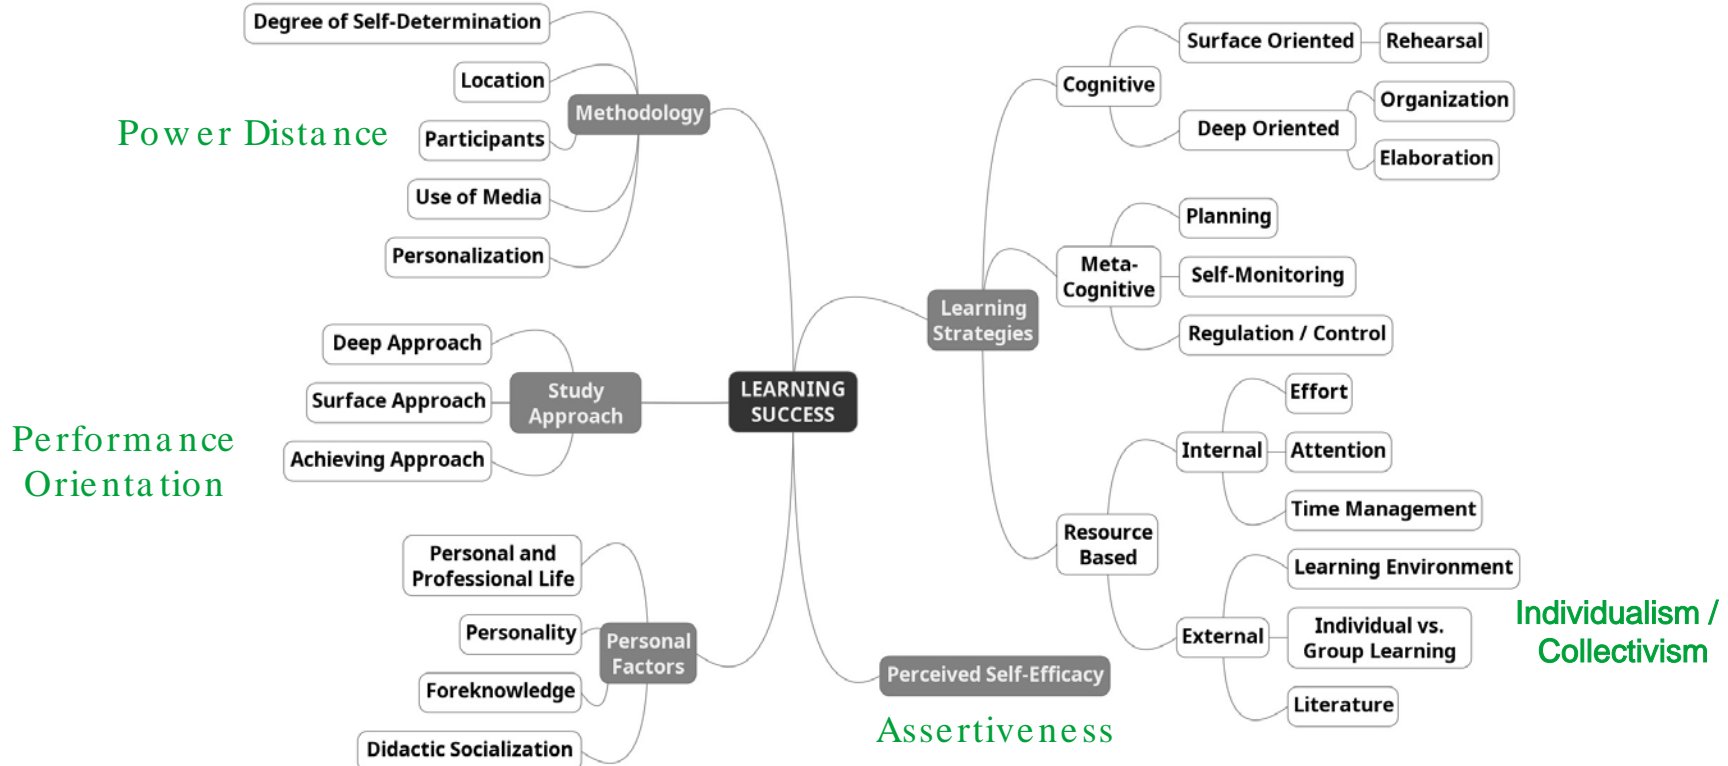 Degree of Self-Determination
Location
Methodology
Power Distance
Participants
Use of Media
Personalization
Deep Approach
Study
Approach
Surface Approach
Achieving Approach
Performance
Orientation
LEARNING
SUCCESS
Personal and
Professional Life
Personality
Personal
Factors
Foreknowledge
Didactic Socialization
Learning
Strategies
Cognitive
Surface Oriented
Rehearsal
Deep Oriented
Organization
Elaboration
Meta-
Cognitive
Planning
Self-Monitoring
Regulation / Control
Resource
Based
Internal
Effort
Attention
Time Management
External
Learning Environment
Individual vs.
Group Learning
Literature
Individualism /
Collectivism
Perceived Self-Efficacy
Assertiveness